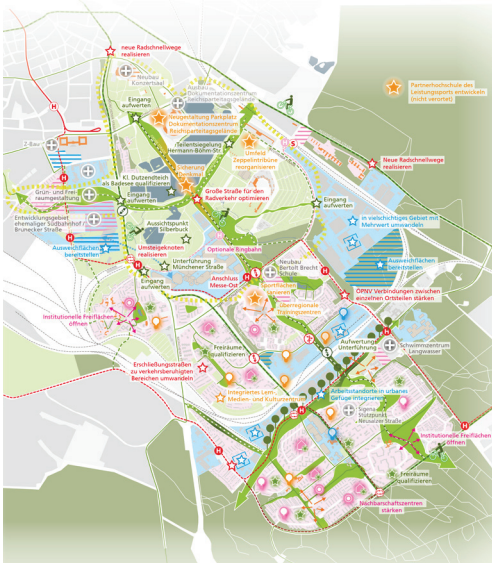 neue Radschnellwege
realisieren
Neubau
Konzertsaal
Ausbau
Dokumentationszentrum
Reichsparteitagsgelände
Eingang
aufwerten
Partnerhochschule des
Leistungssports entwickeln
(nicht verortet)
Neugestaltung Parkplatz
Dokumentationszentrum
Reichsparteitagsgelände
Z-Bau
(Teil)entsiegelung
Hermann-Böhm-Str.
Umfeld
Zeppelintribüne
reorganisieren
Neue Radschnellwege
realisieren
Kl. Dutzendteich
als Badesee qualifizieren
Sicherung
Grün- und Frei-
raumgestaltung
Eingang
aufwerten
Große Straße für den
Radverkehr optimieren
Eingang
aufwerten
Entwicklungsgebiet
ehemaliger Südbahnhof /
Brunecker Straße
Aussichtspunkt
Silberbuck
in vielschichtiges Gebiet mit
Mehrwert umwandeln
Ausweichflächen
bereitstellen
Umsteigeknoten
realisieren
Optionale Ringbahn
Unterführung
Münchener Straße
Neubau
Bertolt Brecht
Schule
Ausweichflächen
bereitstellen
Eingang
aufwerten
Anschluss
Messe-Ost
Sportflächen
Überregionale
Trainingszentren
ÖPNV Verbindungen zwischen
einzelnen Ortsteilen stärken
Institutionelle Freiflächen
öffnen
Freiräume
qualifizieren
Aufwertung
Unterführung
Schwimmzentrum
Langwasser
Erschließungsstraßen
zu verkehrsberuhigten
Bereichen umwandeln
Integriertes Lern-
Medien- und Kulturzentrum
Arbeitsstandorte in urbanes
Gefüge integrieren
Sigena-
Stützpunkt
Neuselzer Straße
Institutionelle Freiflächen
öffnen
Freiräume
qualifizieren
Nachbarschaftszentren
stärken